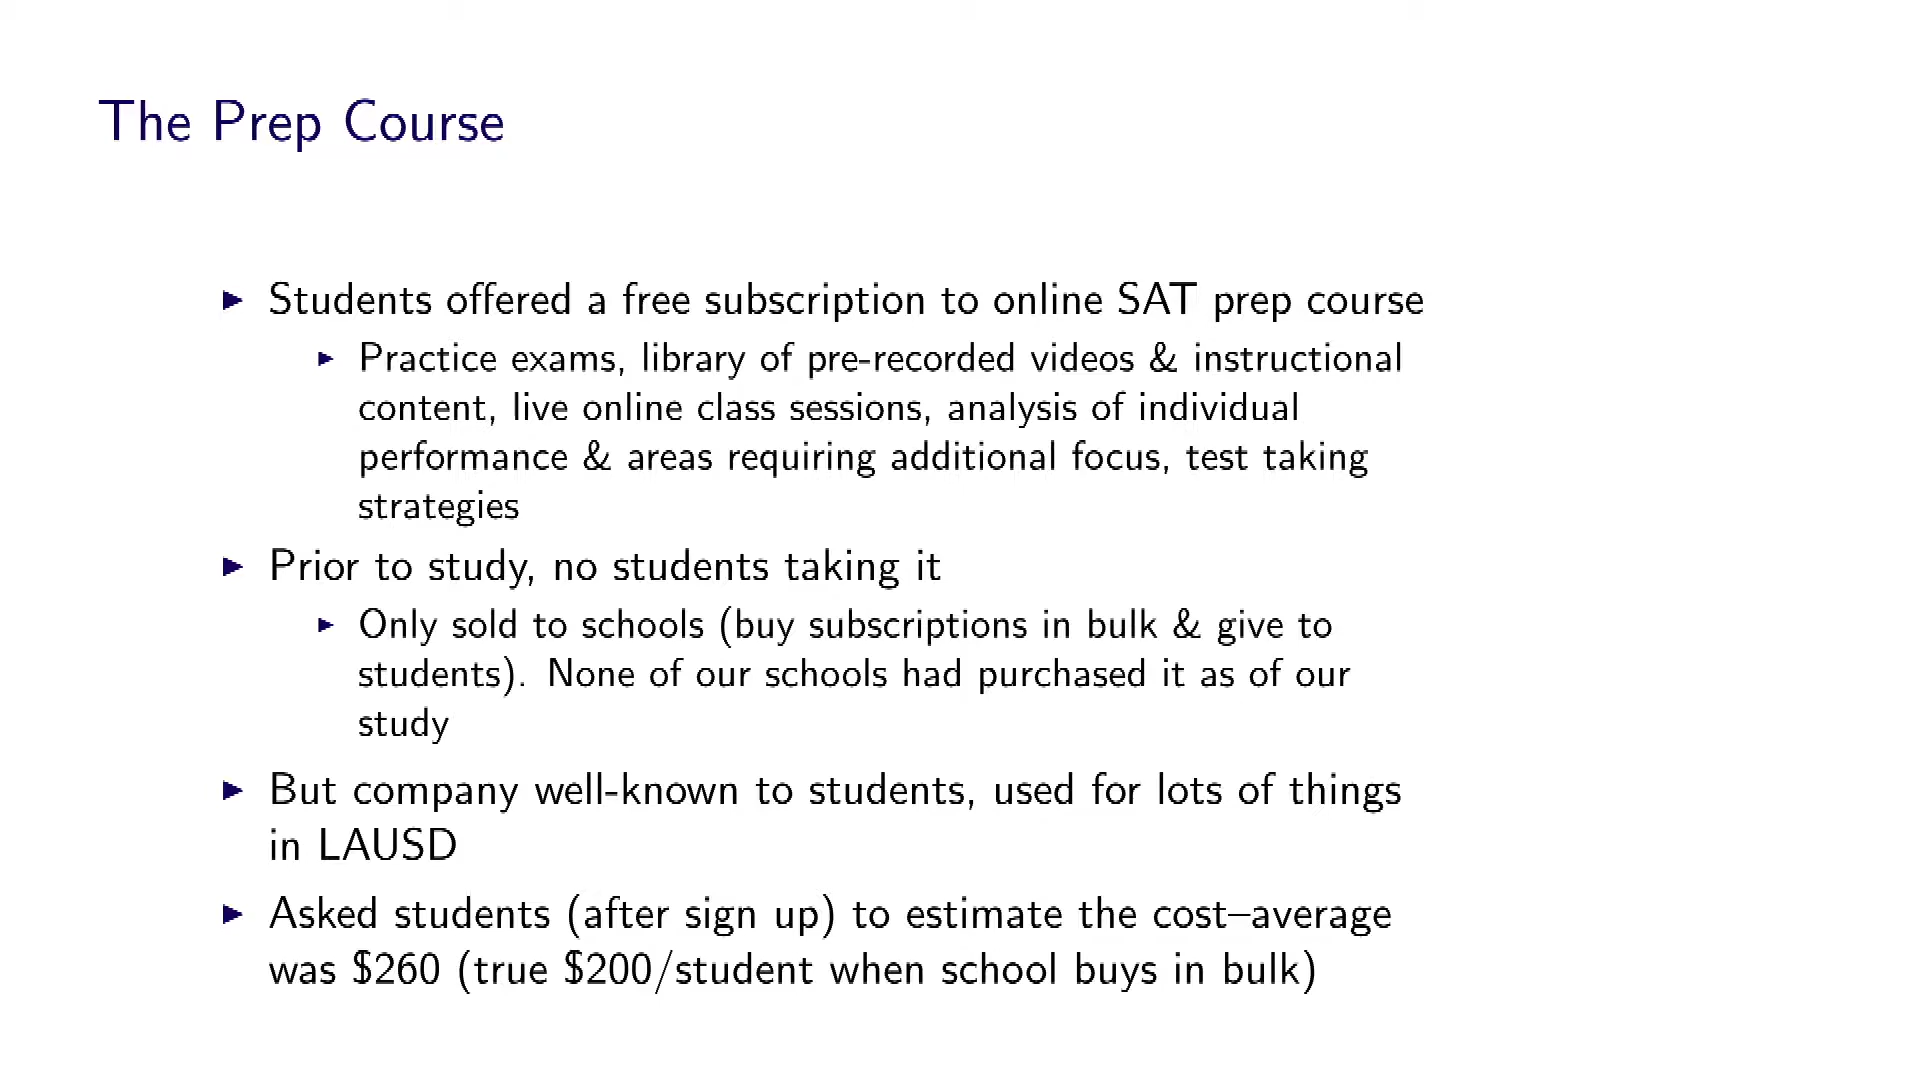 The Prep Course
▶ Students offered a free subscription to online SAT prep course
▶ Practice exams, library of pre-recorded videos & instructional
content, live online class sessions, analysis of individual
performance & areas requiring additional focus, test taking
strategies
▶ Prior to study, no students taking it
▶ Only sold to schools (buy subscriptions in bulk & give to
students). None of our schools had purchased it as of our
study
▶ But company well-known to students, used for lots of things
in LAUSD
▶ Asked students (after sign up) to estimate the cost–average
was $260 (true $200/student when school buys in bulk)